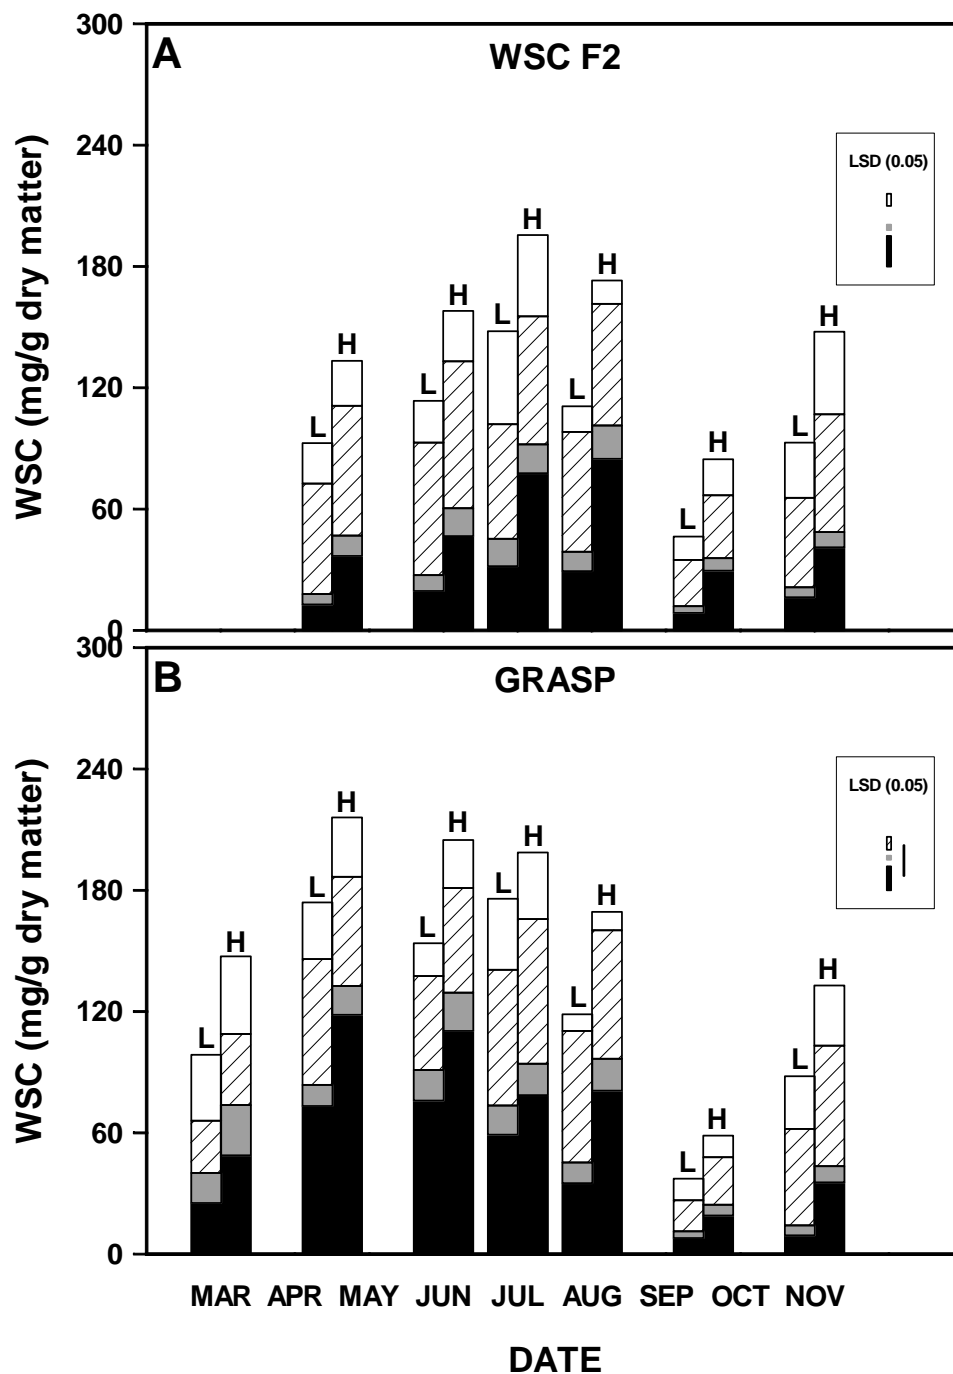 A
WSC F2
WSC (mg/g dry matter)
300
240
180
120
60
0
LSD (0.05)
L H L H L H L H L H L H
B
GRASP
WSC (mg/g dry matter)
300
240
180
120
60
0
LSD (0.05)
L H L H L H L H L H L H L H
MAR APR MAY JUN JUL AUG SEP OCT NOV
DATE